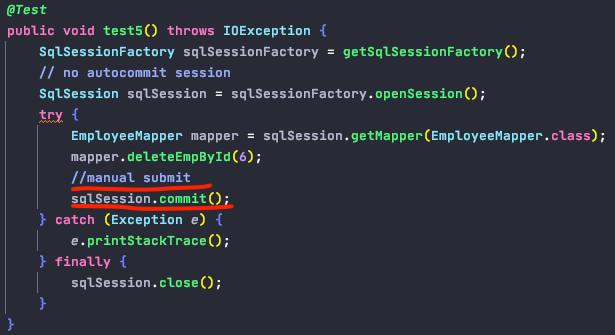 @Test
public void test5() throws IOException {
    SqlSessionFactory sqlSessionFactory = getSqlSessionFactory();
    // no autocommit session
    SqlSession sqlSession = sqlSessionFactory.openSession();
    try {
        EmployeeMapper mapper = sqlSession.getMapper(EmployeeMapper.class);
        mapper.deleteEmpById(6);
        //manual submit
        sqlSession.commit();
    } catch (Exception e) {
        e.printStackTrace();
    } finally {
        sqlSession.close();
    }
}